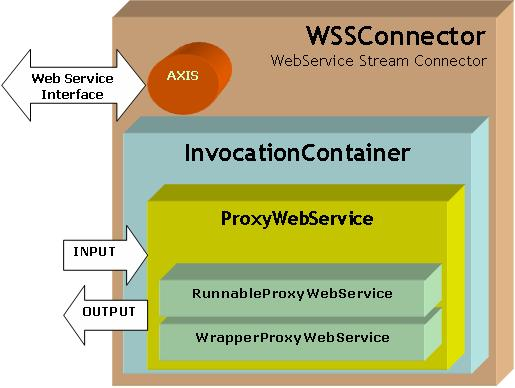 WSSConnector
WebService Stream Connector
AXIS
Web Service
Interface
InvocationContainer
ProxyWebService
INPUT
RunnableProxyWebService
OUTPUT
WrapperProxyWebService